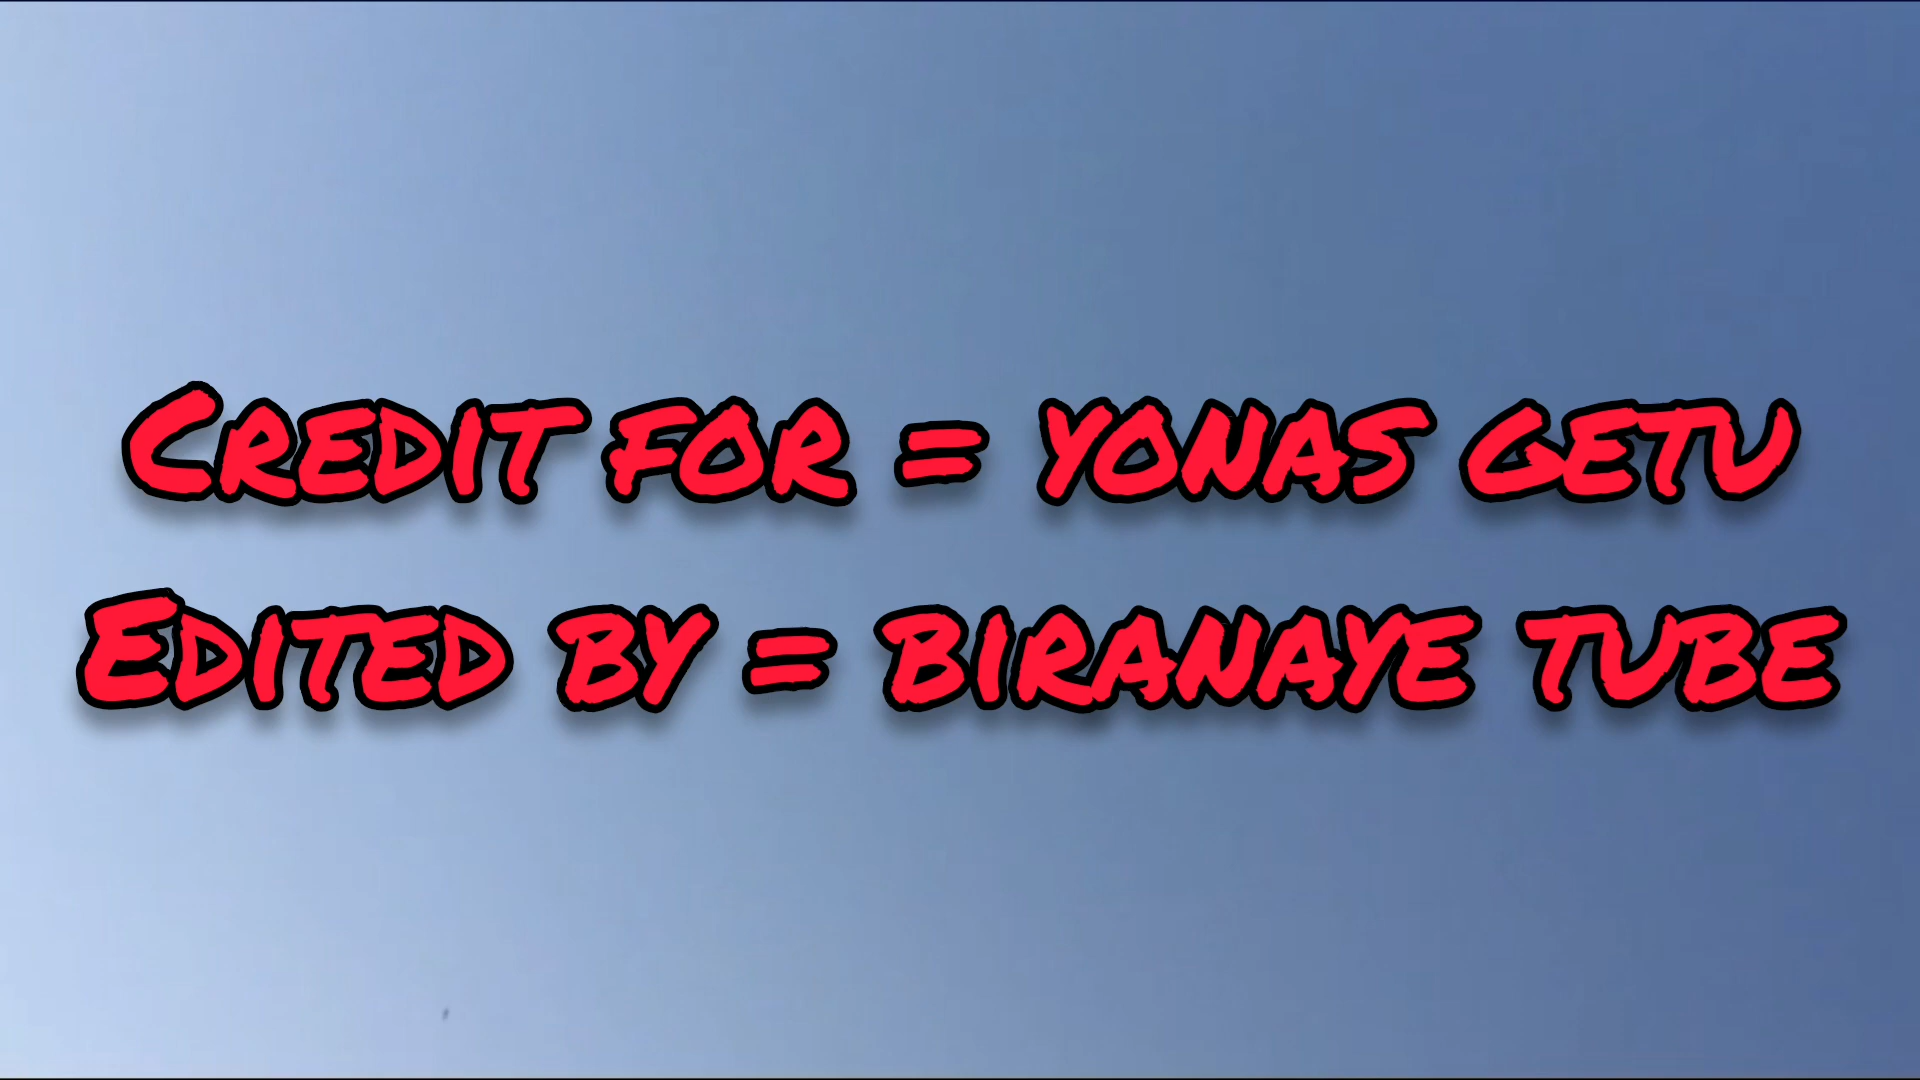 Credit for = yonas getu
Edited by = biranaye tube